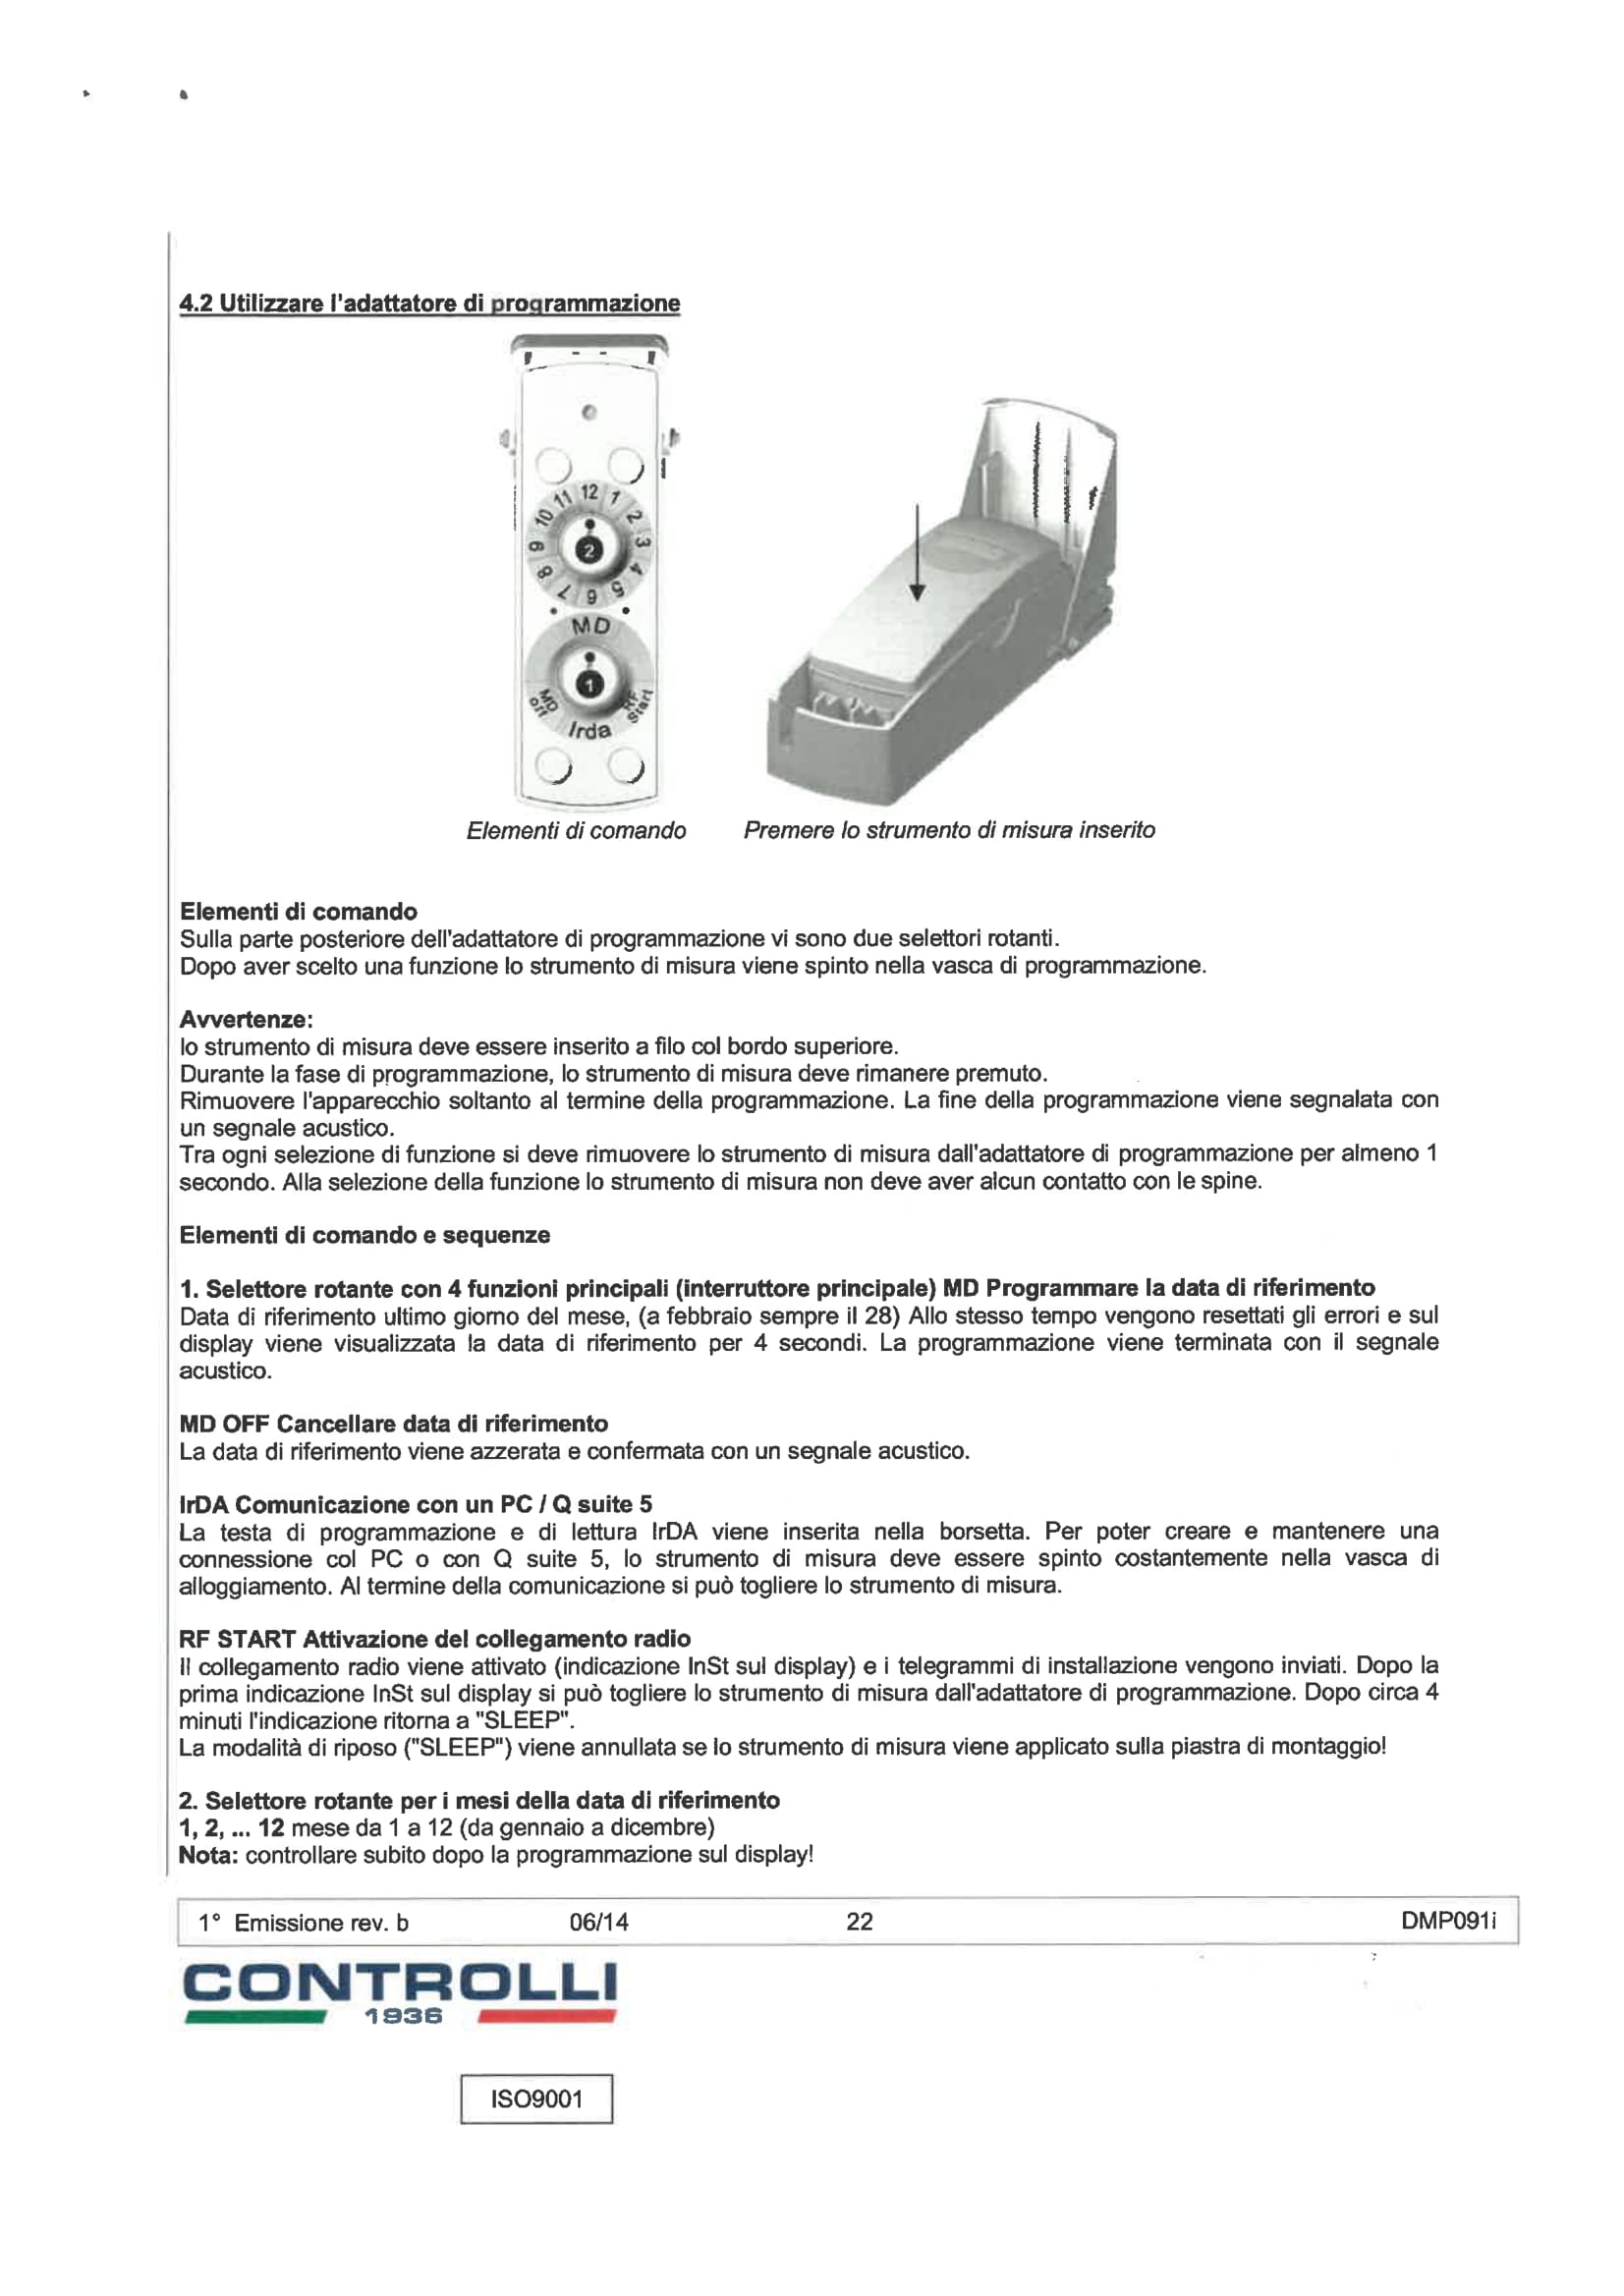 4.2 Utilizzare l'adattatore di programmazione
11 12 1
10 2
9 2 3
8 4
7 6 5
MD
1
MD off RF Start
Irda
Elementi di comando Premere lo strumento di misura inserito
Elementi di comando
Sulla parte posteriore dell'adattatore di programmazione vi sono due selettori rotanti.
Dopo aver scelto una funzione lo strumento di misura viene spinto nella vasca di programmazione.
Avvertenze:
lo strumento di misura deve essere inserito a filo col bordo superiore.
Durante la fase di programmazione, lo strumento di misura deve rimanere premuto.
Rimuovere l'apparecchio soltanto al termine della programmazione. La fine della programmazione viene segnalata con
un segnale acustico.
Tra ogni selezione di funzione si deve rimuovere lo strumento di misura dall'adattatore di programmazione per almeno 1
secondo. Alla selezione della funzione lo strumento di misura non deve aver alcun contatto con le spine.
Elementi di comando e sequenze
1. Selettore rotante con 4 funzioni principali (interruttore principale) MD Programmare la data di riferimento
Data di riferimento ultimo giorno del mese, (a febbraio sempre il 28) Allo stesso tempo vengono resettati gli errori e sul
display viene visualizzata la data di riferimento per 4 secondi. La programmazione viene terminata con il segnale
acustico.
MD OFF Cancellare data di riferimento
La data di riferimento viene azzerata e confermata con un segnale acustico.
IrDA Comunicazione con un PC / Q suite 5
La testa di programmazione e di lettura IrDA viene inserita nella borsetta. Per poter creare e mantenere una
connessione col PC o con Q suite 5, lo strumento di misura deve essere spinto costantemente nella vasca di
alloggiamento. Al termine della comunicazione si può togliere lo strumento di misura.
RF START Attivazione del collegamento radio
Il collegamento radio viene attivato (indicazione InSt sul display) e i telegrammi di installazione vengono inviati. Dopo la
prima indicazione InSt sul display si può togliere lo strumento di misura dall'adattatore di programmazione. Dopo circa 4
minuti l'indicazione ritorna a "SLEEP".
La modalità di riposo ("SLEEP") viene annullata se lo strumento di misura viene applicato sulla piastra di montaggio!
2. Selettore rotante per i mesi della data di riferimento
1, 2, ... 12 mese da 1 a 12 (da gennaio a dicembre)
Nota: controllare subito dopo la programmazione sul display!
1° Emissione rev. b 06/14 22 DMP091i
CONTROLLI
1936
ISO9001